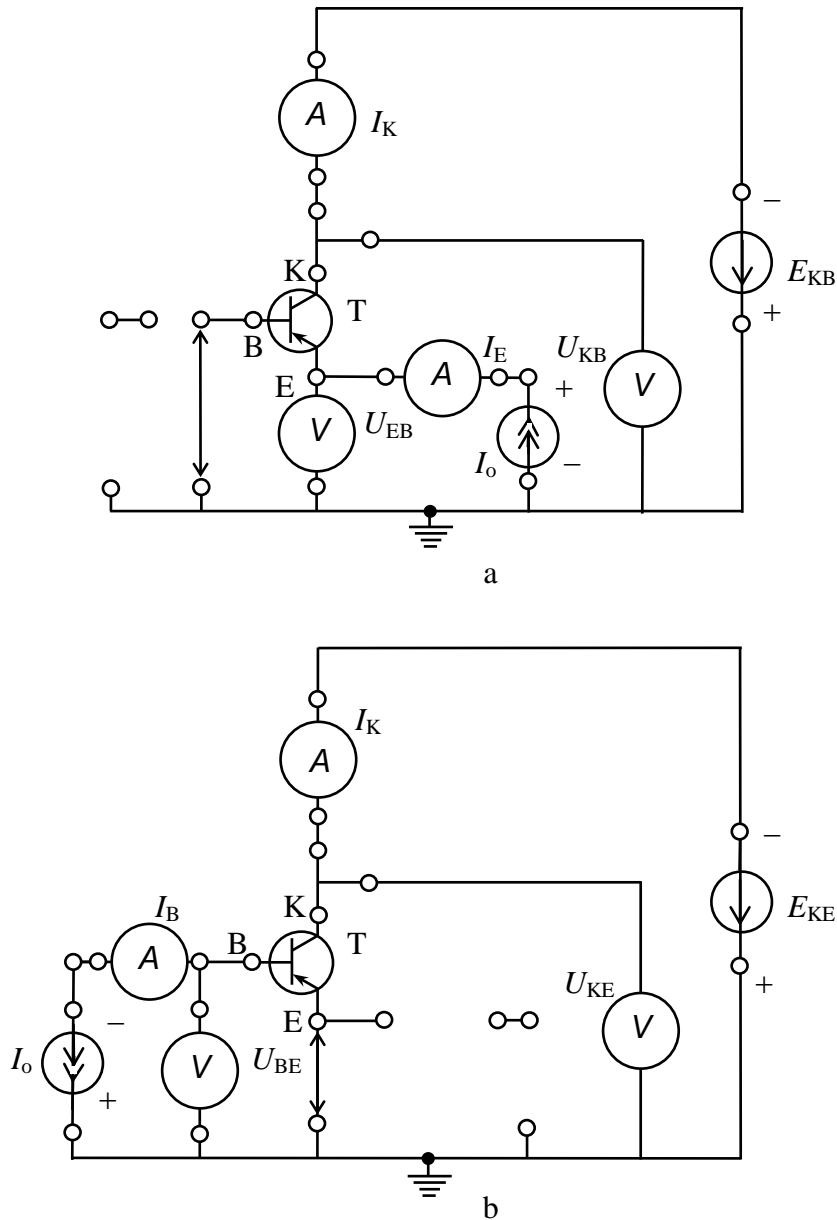 A I_K
−
K
E_KB
T
+
B
I_E
U_KB
E
A
+
V
V
U_EB
I_o
−
a
I_K
A
−
K
I_B
B
T
E_KE
A
U_KE
+
E
−
I_o
V
U_BE
V
+
b